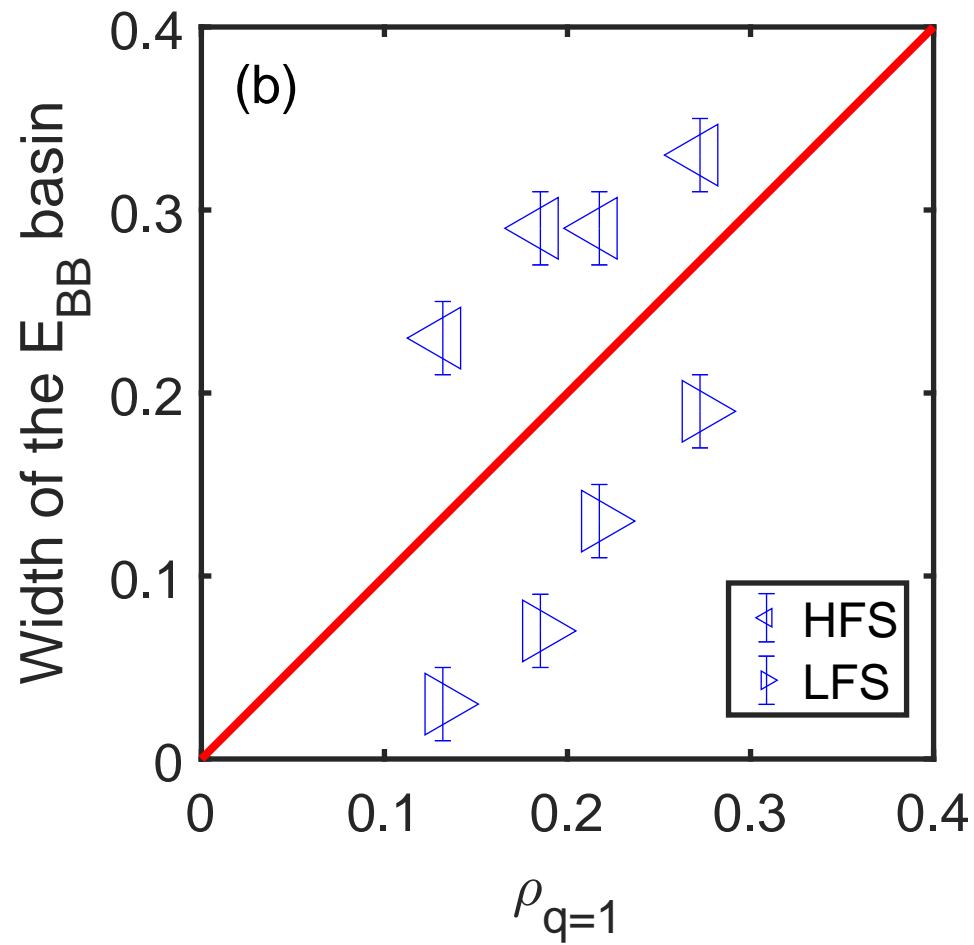 (b)
Width of the E_BB basin
0.4
0.3
0.2
0.1
0
0 0.1 0.2 0.3 0.4
ρ_q=1
HFS
LFS